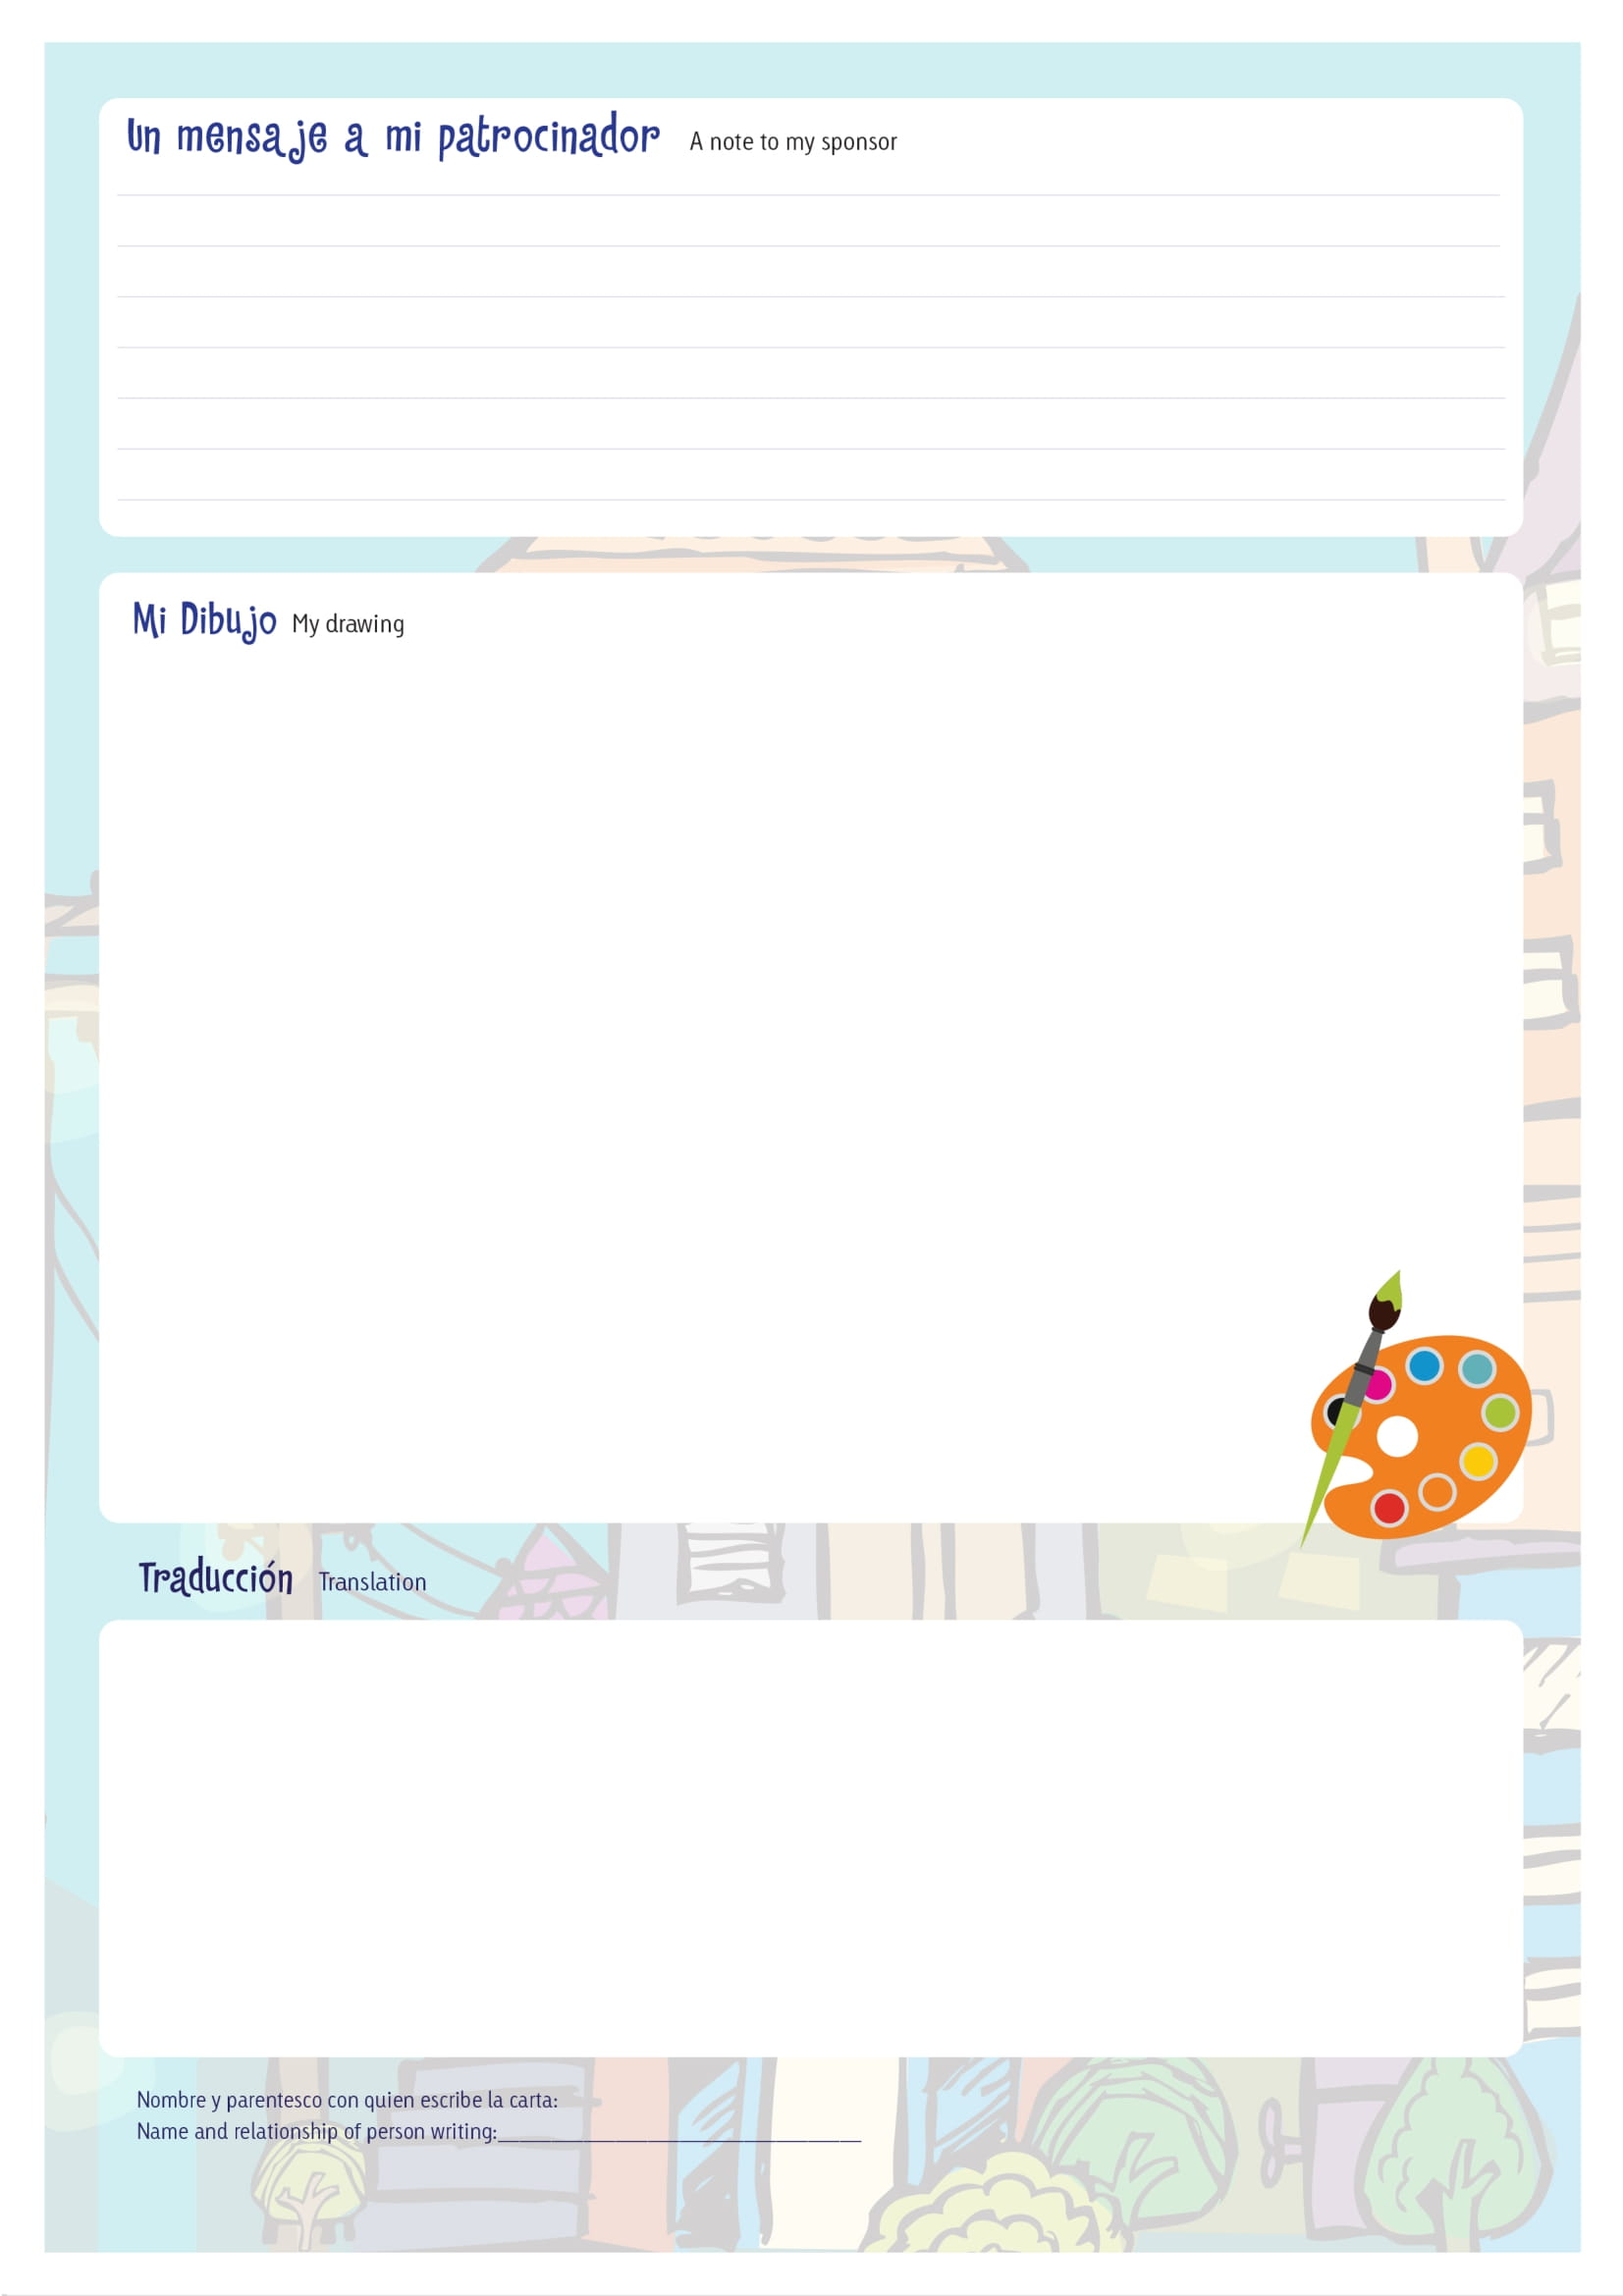 Un mensaje a mi patrocinador A note to my sponsor
Mi Dibujo My drawing
Traducción Translation
Nombre y parentesco con quien escribe la carta:
Name and relationship of person writing:__________________________________